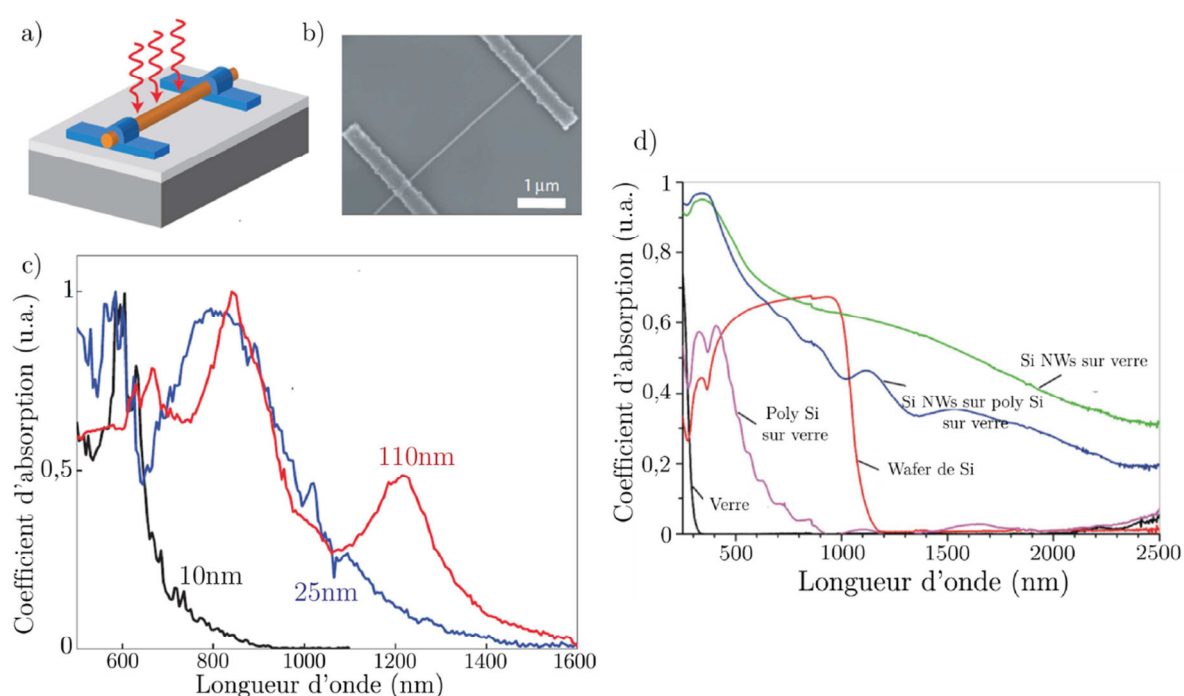 a)
b)
1 µm
c)
Coefficient d'absorption (u.a.)
1
0,5
0
110nm
10nm
25nm
600 800 1000 1200 1400 1600
Longueur d'onde (nm)
d)
Coefficient d'absorption (u.a.)
1
0,8
0,6
0,4
0,2
0
Si NWs sur verre
Si NWs sur poly Si
sur verre
Poly Si
sur verre
Wafer de Si
Verre
500 1000 1500 2000 2500
Longueur d'onde (nm)